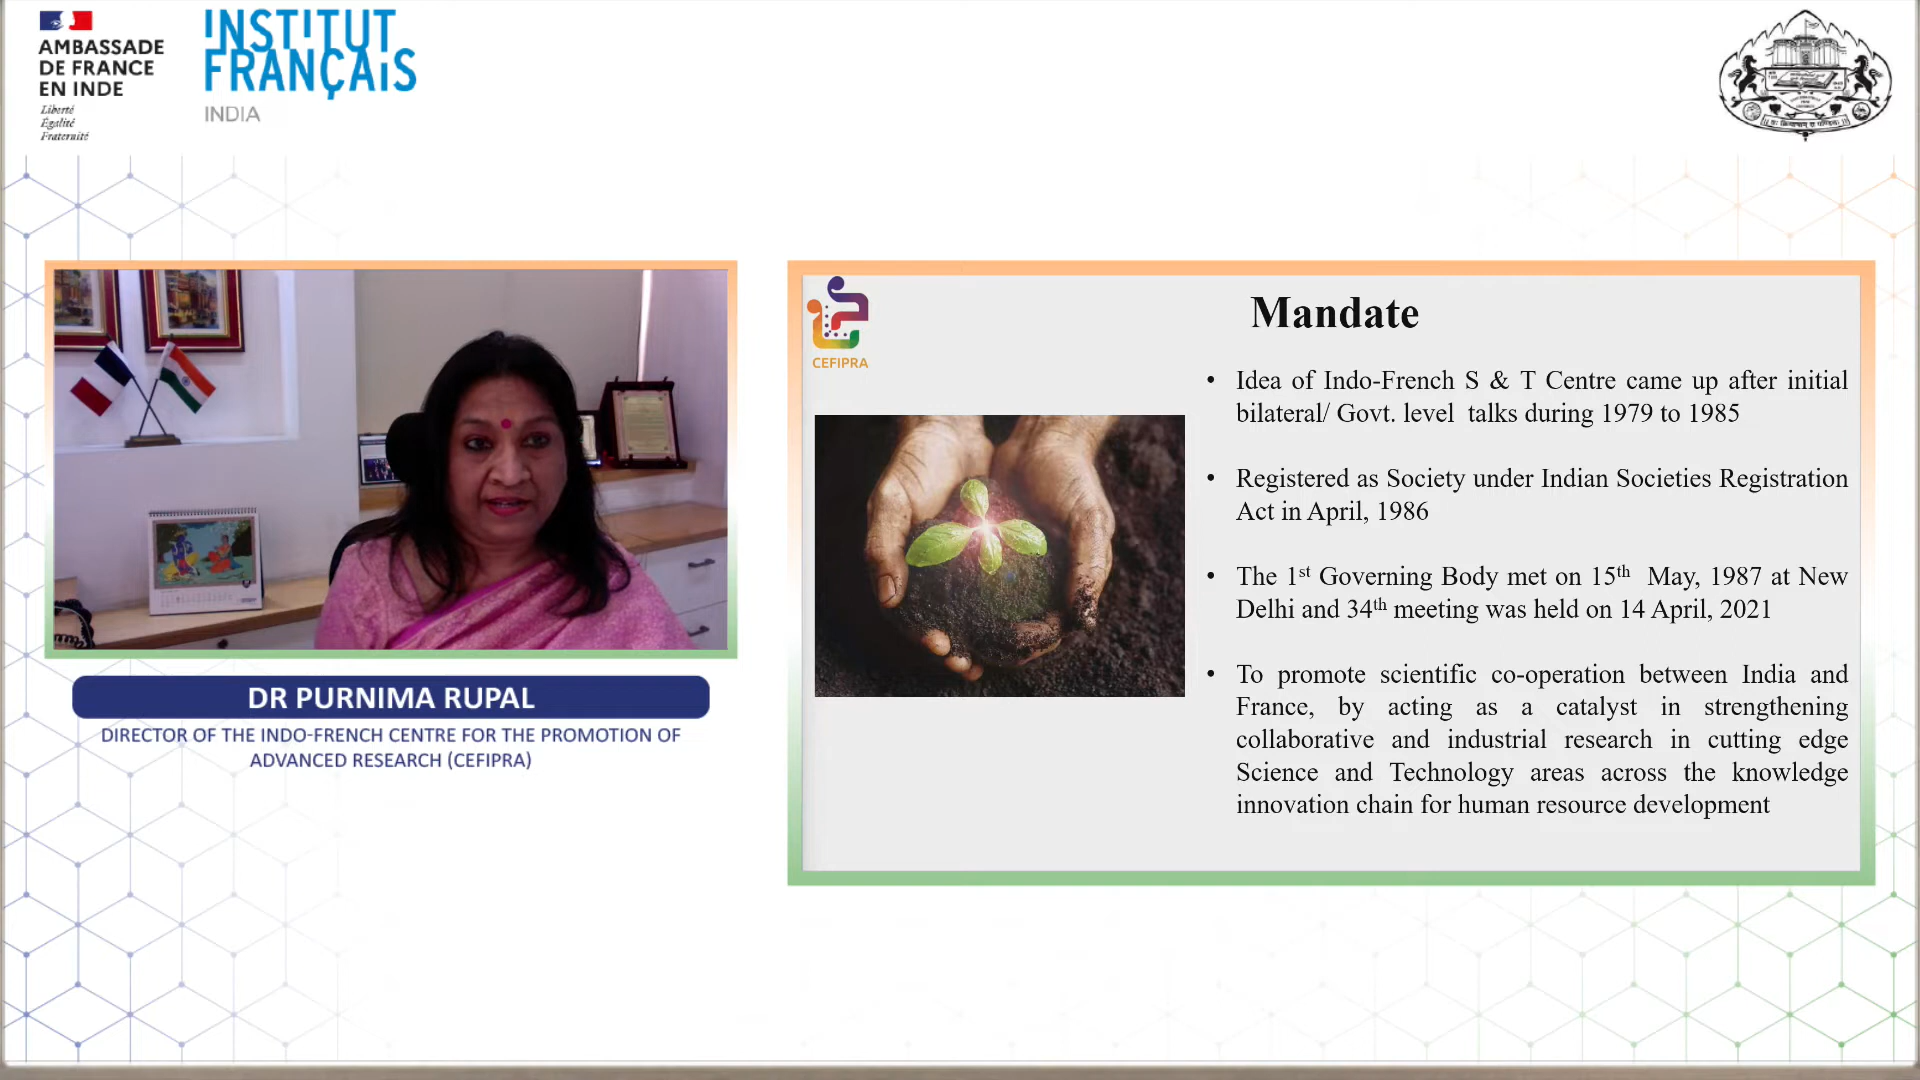 AMBASSADE
DE FRANCE
EN INDE
Liberté
Égalité
Fraternité
INSTITUT
FRANÇAIS
INDIA
DR PURNIMA RUPAL
DIRECTOR OF THE INDO-FRENCH CENTRE FOR THE PROMOTION OF
ADVANCED RESEARCH (CEFIPRA)
CEFIPRA
Mandate
• Idea of Indo-French S & T Centre came up after initial
bilateral/ Govt. level talks during 1979 to 1985
• Registered as Society under Indian Societies Registration
Act in April, 1986
• The 1st Governing Body met on 15th May, 1987 at New
Delhi and 34th meeting was held on 14 April, 2021
• To promote scientific co-operation between India and
France, by acting as a catalyst in strengthening
collaborative and industrial research in cutting edge
Science and Technology areas across the knowledge
innovation chain for human resource development